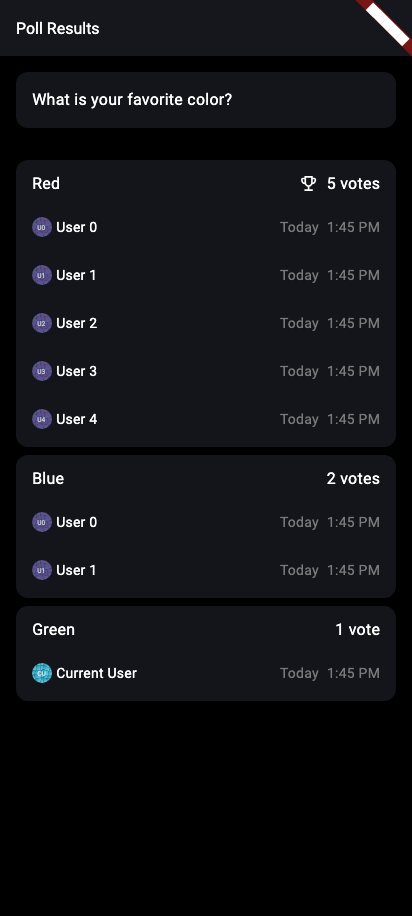 Poll Results
What is your favorite color?
Red 5 votes
U0 User 0 Today 1:45 PM
U1 User 1 Today 1:45 PM
U2 User 2 Today 1:45 PM
U3 User 3 Today 1:45 PM
U4 User 4 Today 1:45 PM
Blue 2 votes
U0 User 0 Today 1:45 PM
U1 User 1 Today 1:45 PM
Green 1 vote
CU Current User Today 1:45 PM